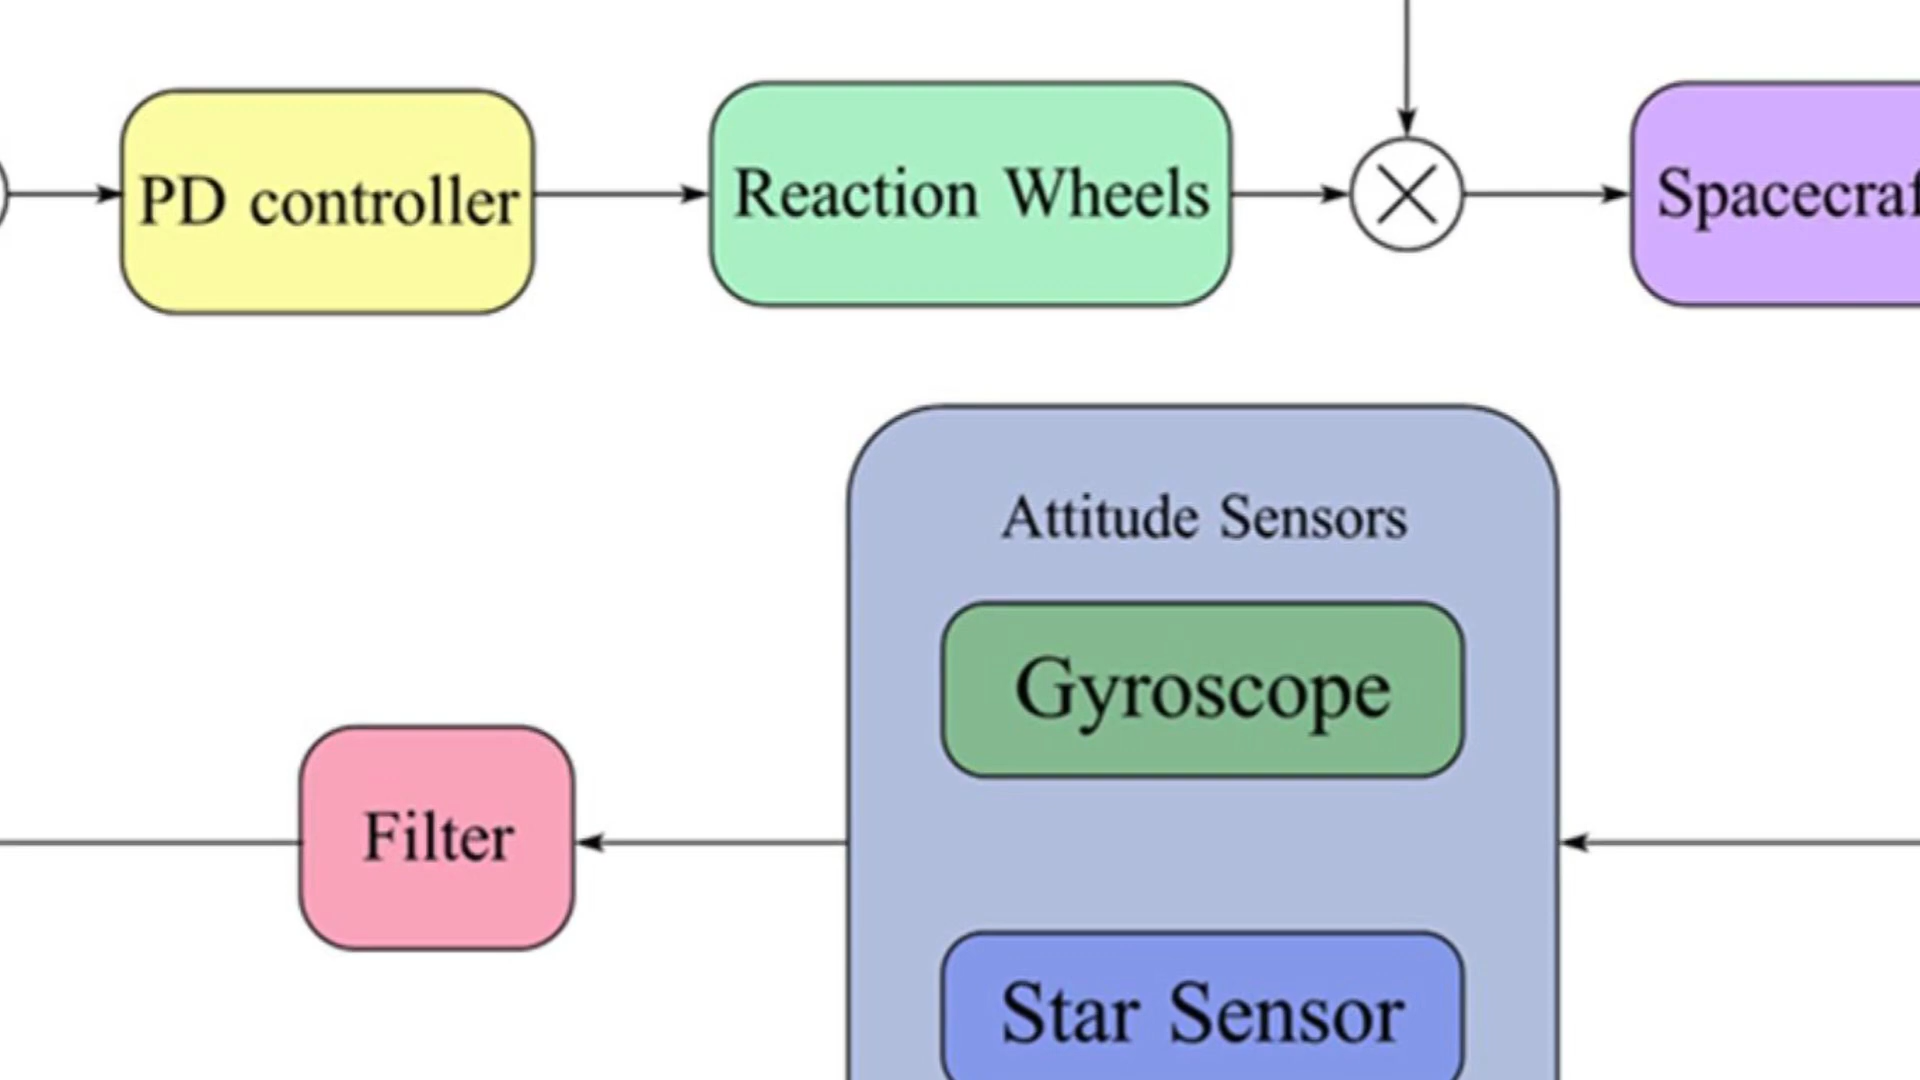 PD controller
Reaction Wheels
Attitude Sensors
Gyroscope
Filter
Star Sensor